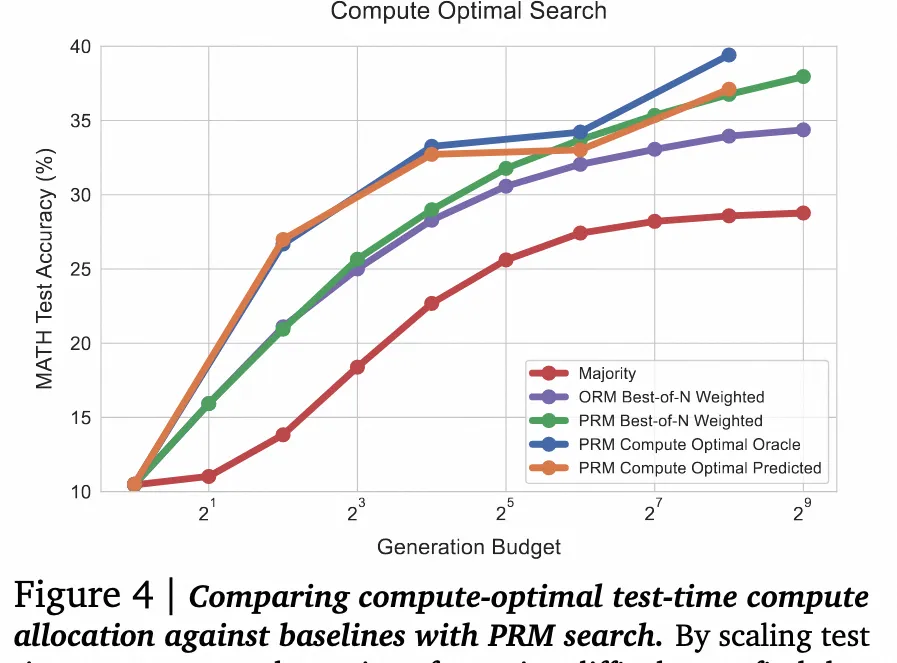 Compute Optimal Search
MATH Test Accuracy (%)
40
35
30
25
20
15
10
Majority
ORM Best-of-N Weighted
PRM Best-of-N Weighted
PRM Compute Optimal Oracle
PRM Compute Optimal Predicted
2¹ 2³ 2⁵ 2⁷ 2⁹
Generation Budget
Figure 4 | Comparing compute-optimal test-time compute
allocation against baselines with PRM search. By scaling test